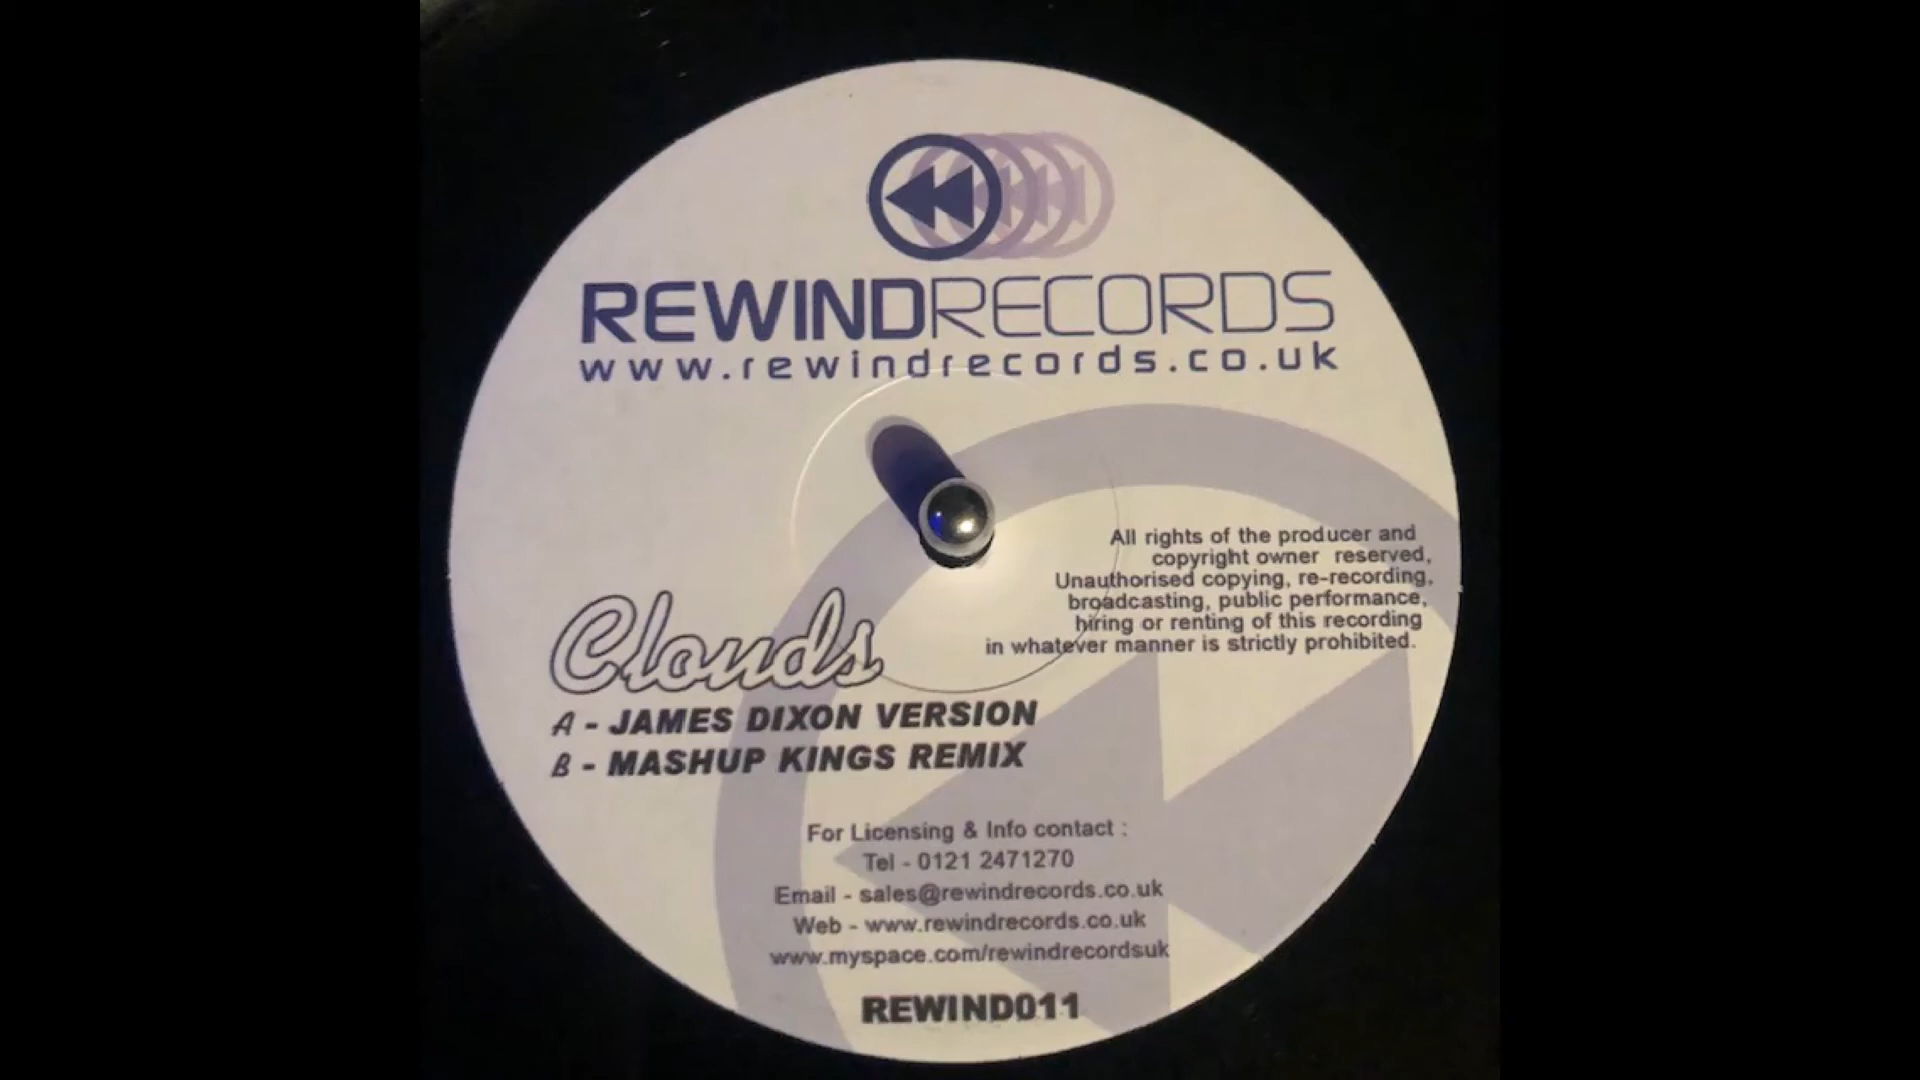 REWINDRECORDS
www.rewindrecords.co.uk
All rights of the producer and
copyright owner reserved,
Unauthorised copying, re-recording,
broadcasting, public performance,
hiring or renting of this recording
in whatever manner is strictly prohibited.
Clouds
A - JAMES DIXON VERSION
B - MASHUP KINGS REMIX
For Licensing & Info contact :
Tel - 0121 2471270
Email - sales@rewindrecords.co.uk
Web - www.rewindrecords.co.uk
www.myspace.com/rewindrecordsuk
REWIND011